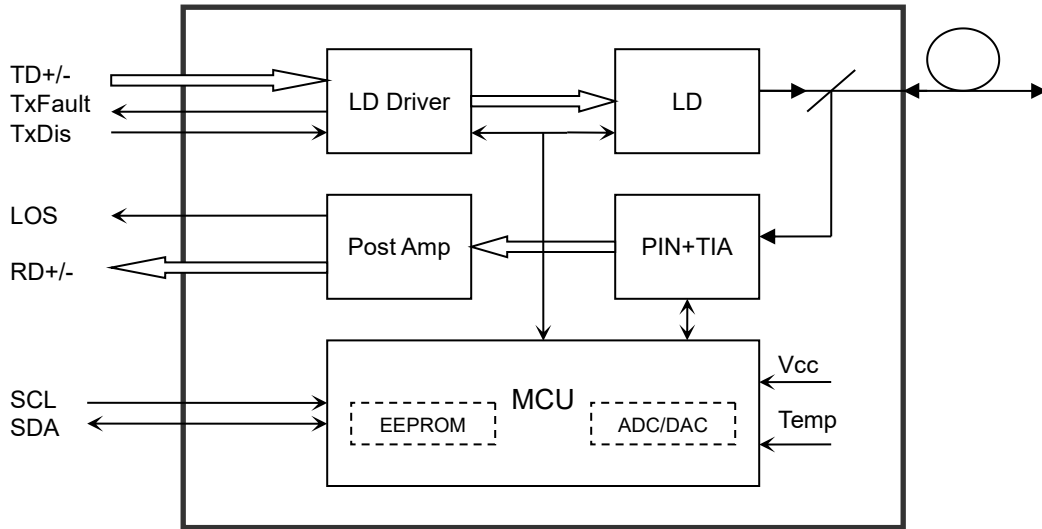 TD+/-
TxFault
TxDis
LD Driver
LD
LOS
RD+/-
Post Amp
PIN+TIA
SCL
SDA
MCU
EEPROM
ADC/DAC
Vcc
Temp